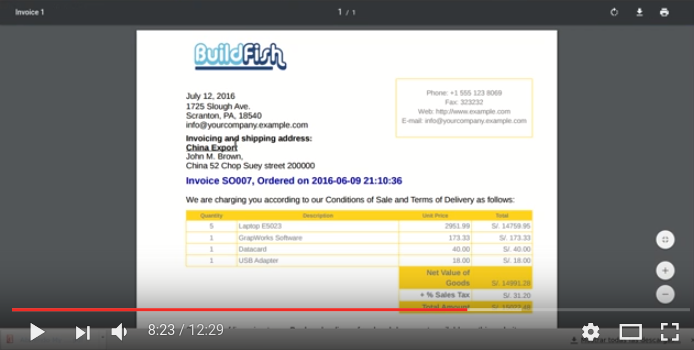 Invoice 1
1 / 1
BuildFish
July 12, 2016
1725 Slough Ave.
Scranton, PA, 18540
info@yourcompany.example.com
Phone: +1 555 123 8069
Fax: 323232
Web: http://www.example.com
E-mail: info@yourcompany.example.com
Invoicing and shipping address:
China Export
John M. Brown,
China 52 Chop Suey street 200000
Invoice SO007, Ordered on 2016-06-09 21:10:36
We are charging you according to our Conditions of Sale and Terms of Delivery as follows:
Quantity Description Unit Price Total
5 Laptop E5023 2951.99 S/. 14759.95
1 GrapWorks Software 173.33 S/. 173.33
1 Datacard 40.00 S/. 40.00
1 USB Adapter 18.00 S/. 18.00
Net Value of
Goods S/. 14991.28
+ % Sales Tax S/. 31.20
Total Amount
8:23 / 12:29